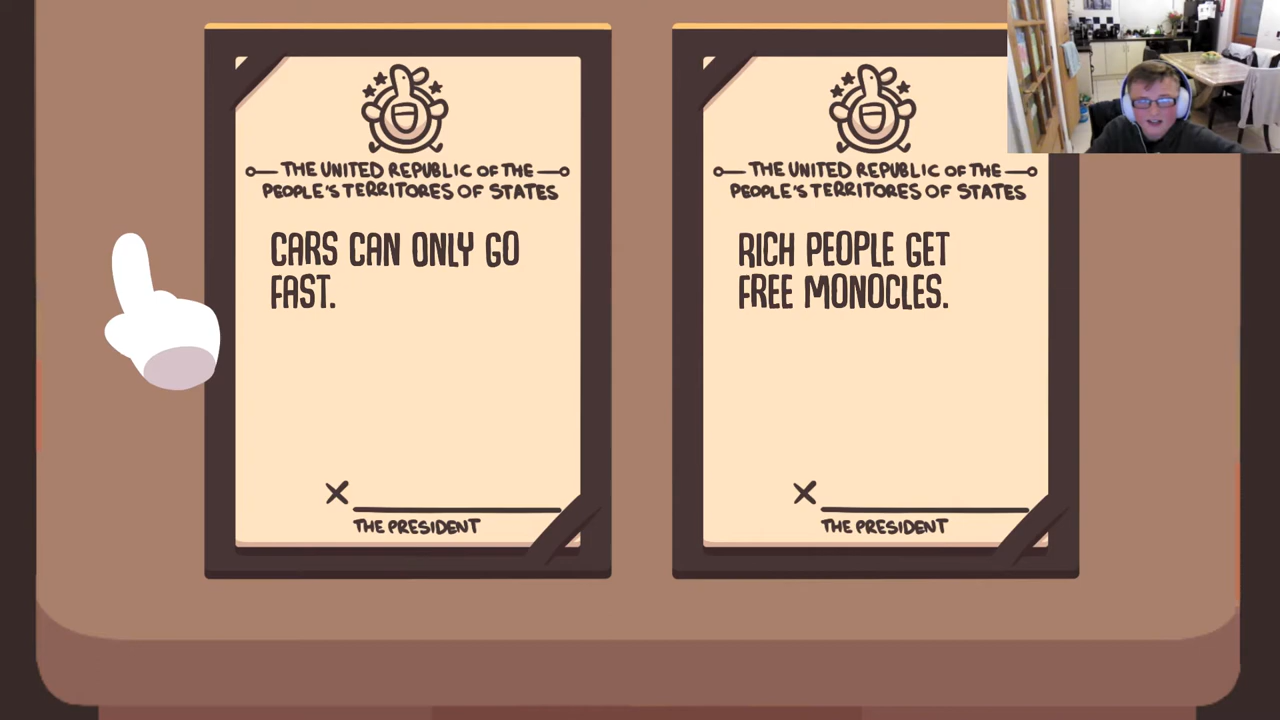 THE UNITED REPUBLIC OF THE
PEOPLE'S TERRITORES OF STATES
CARS CAN ONLY GO
FAST.
X
THE PRESIDENT
THE UNITED REPUBLIC OF THE
PEOPLE'S TERRITORES OF STATES
RICH PEOPLE GET
FREE MONOCLES.
X
THE PRESIDENT